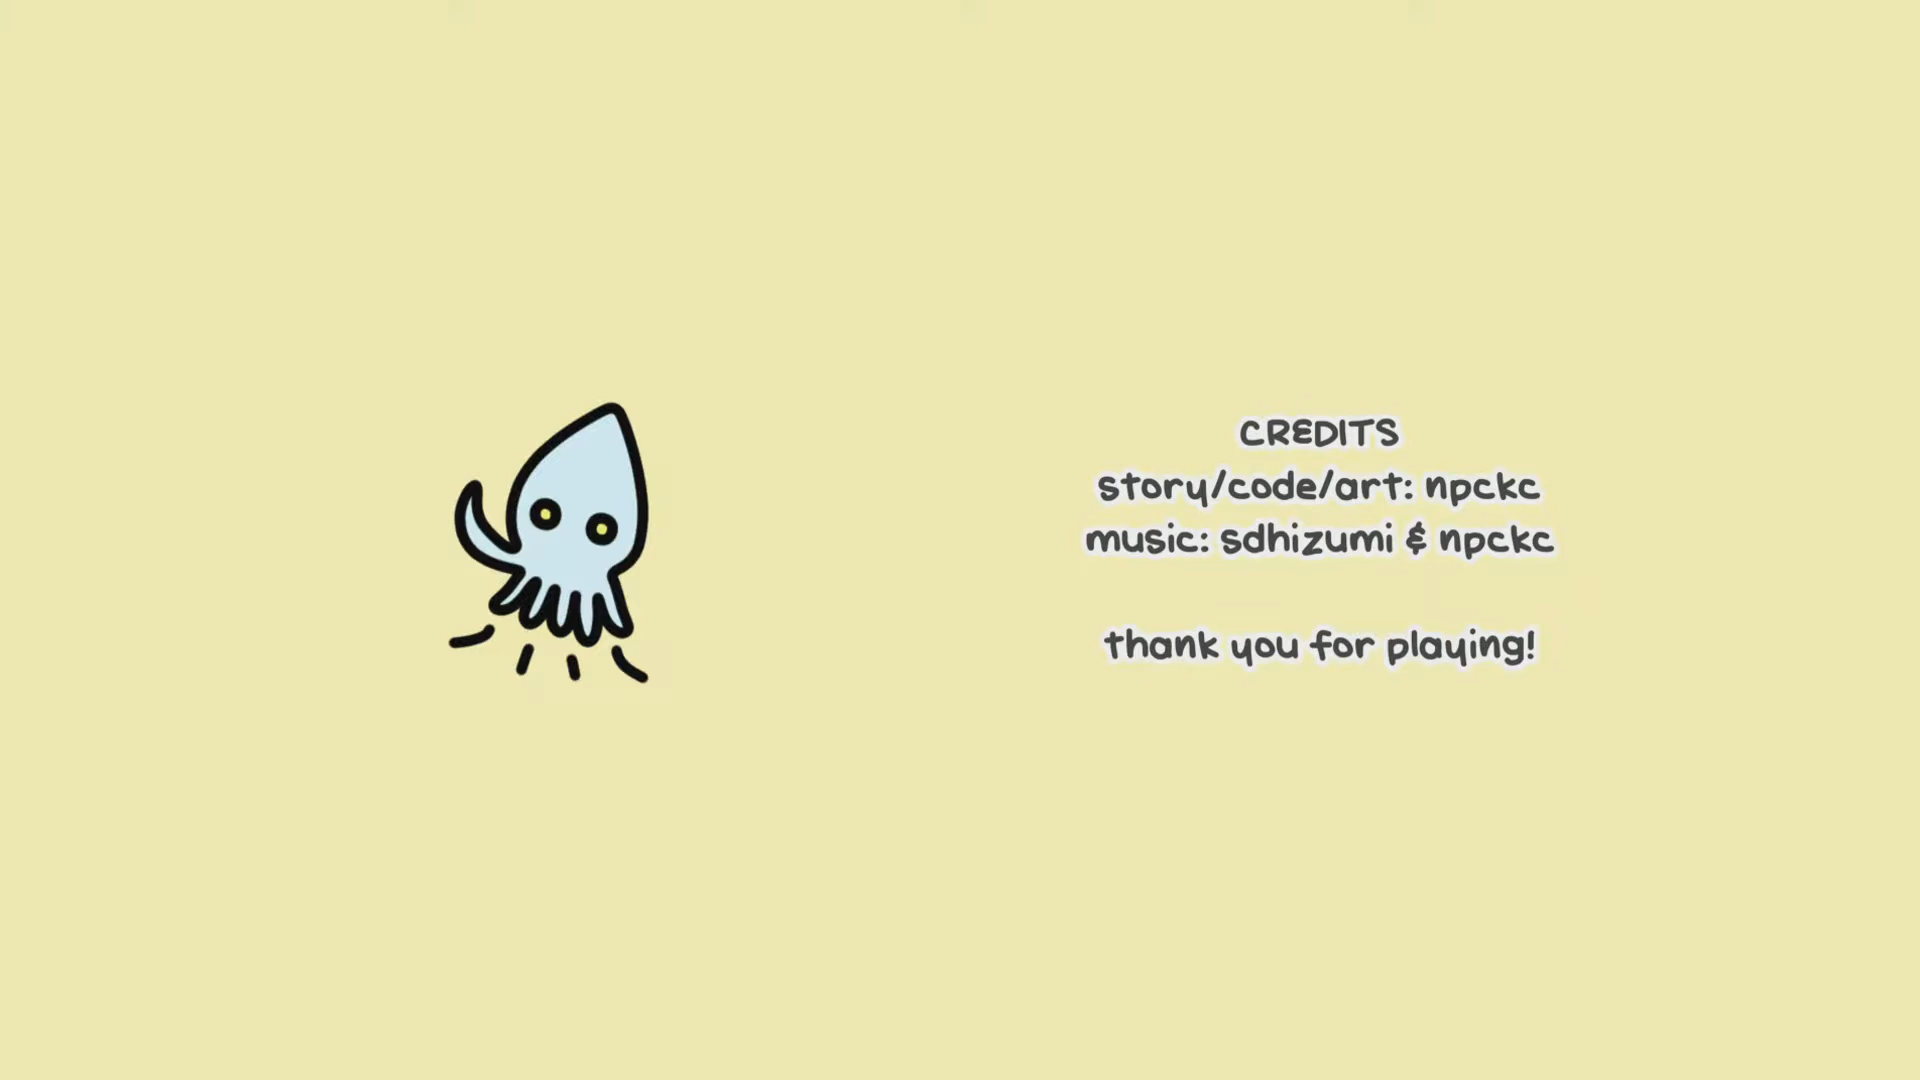 CREDITS
story/code/art: npckc
music: sdhizumi & npckc
thank you for playing!